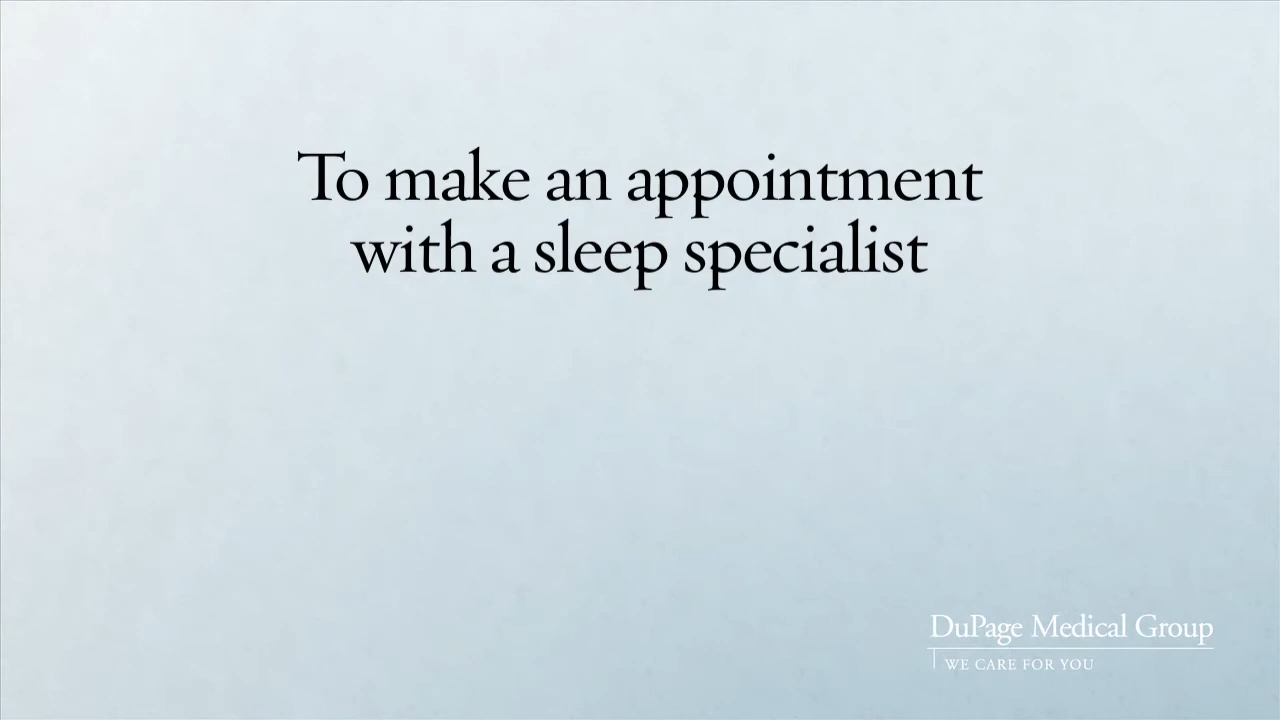 To make an appointment
with a sleep specialist
DuPage Medical Group
WE CARE FOR YOU